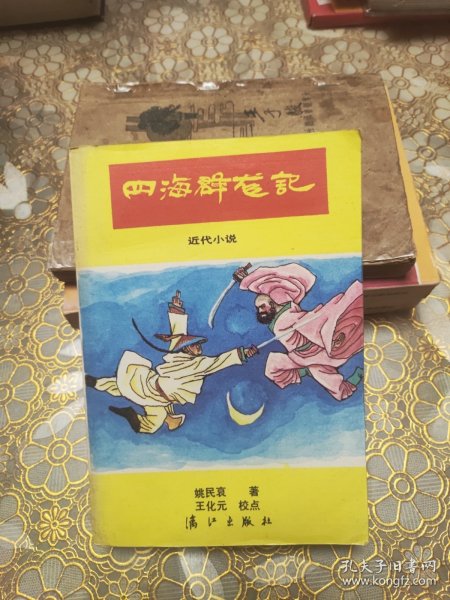 四海群龙記
近代小说
姚民哀 著
王化元 校点
漓江出版社
孔夫子旧书网
www.kongfz.com